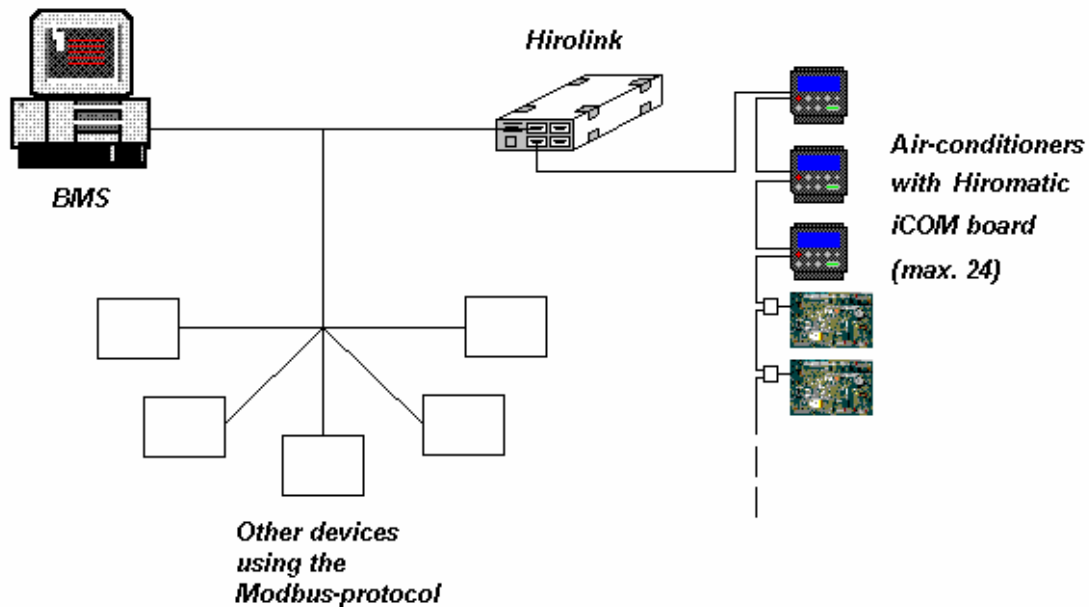 Hirolink
BMS
Air-conditioners
with Hiromatic
iCOM board
(max. 24)
Other devices
using the
Modbus-protocol